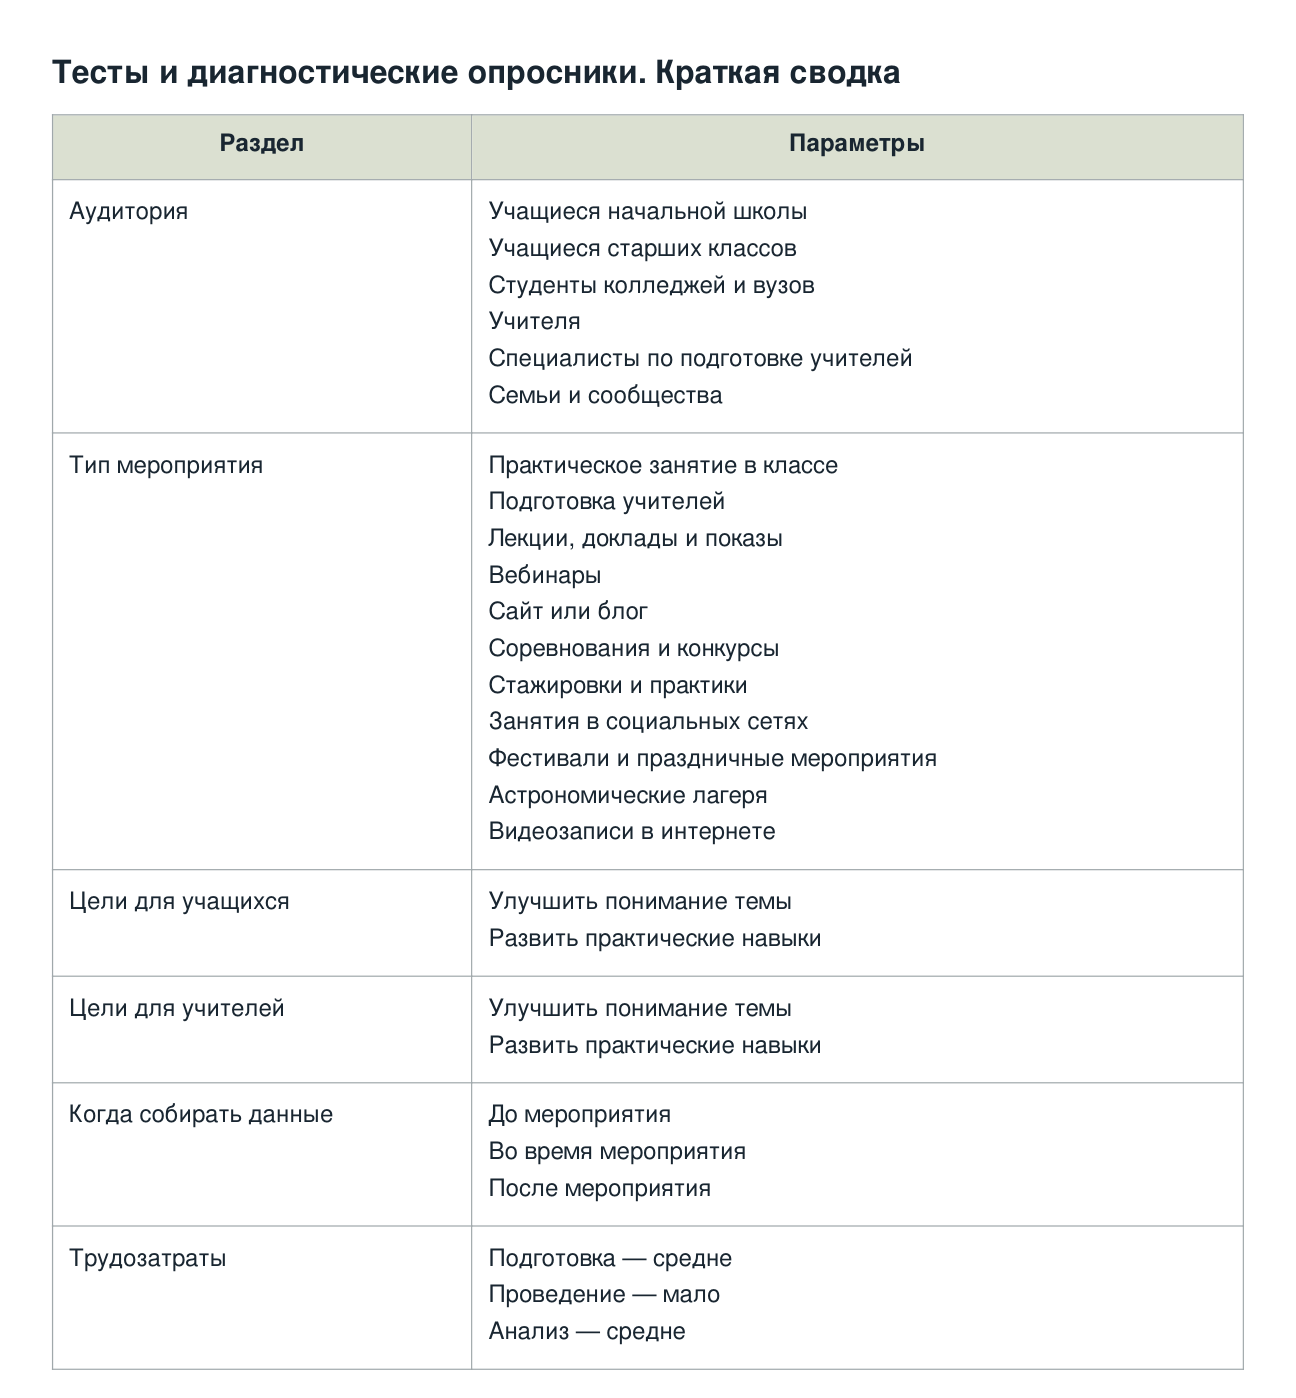 Тесты и диагностические опросники. Краткая сводка
Раздел
Параметры
Аудитория
Учащиеся начальной школы
Учащиеся старших классов
Студенты колледжей и вузов
Учителя
Специалисты по подготовке учителей
Семьи и сообщества
Тип мероприятия
Практическое занятие в классе
Подготовка учителей
Лекции, доклады и показы
Вебинары
Сайт или блог
Соревнования и конкурсы
Стажировки и практики
Занятия в социальных сетях
Фестивали и праздничные мероприятия
Астрономические лагеря
Видеозаписи в интернете
Цели для учащихся
Улучшить понимание темы
Развить практические навыки
Цели для учителей
Улучшить понимание темы
Развить практические навыки
Когда собирать данные
До мероприятия
Во время мероприятия
После мероприятия
Трудозатраты
Подготовка — средне
Проведение — мало
Анализ — средне